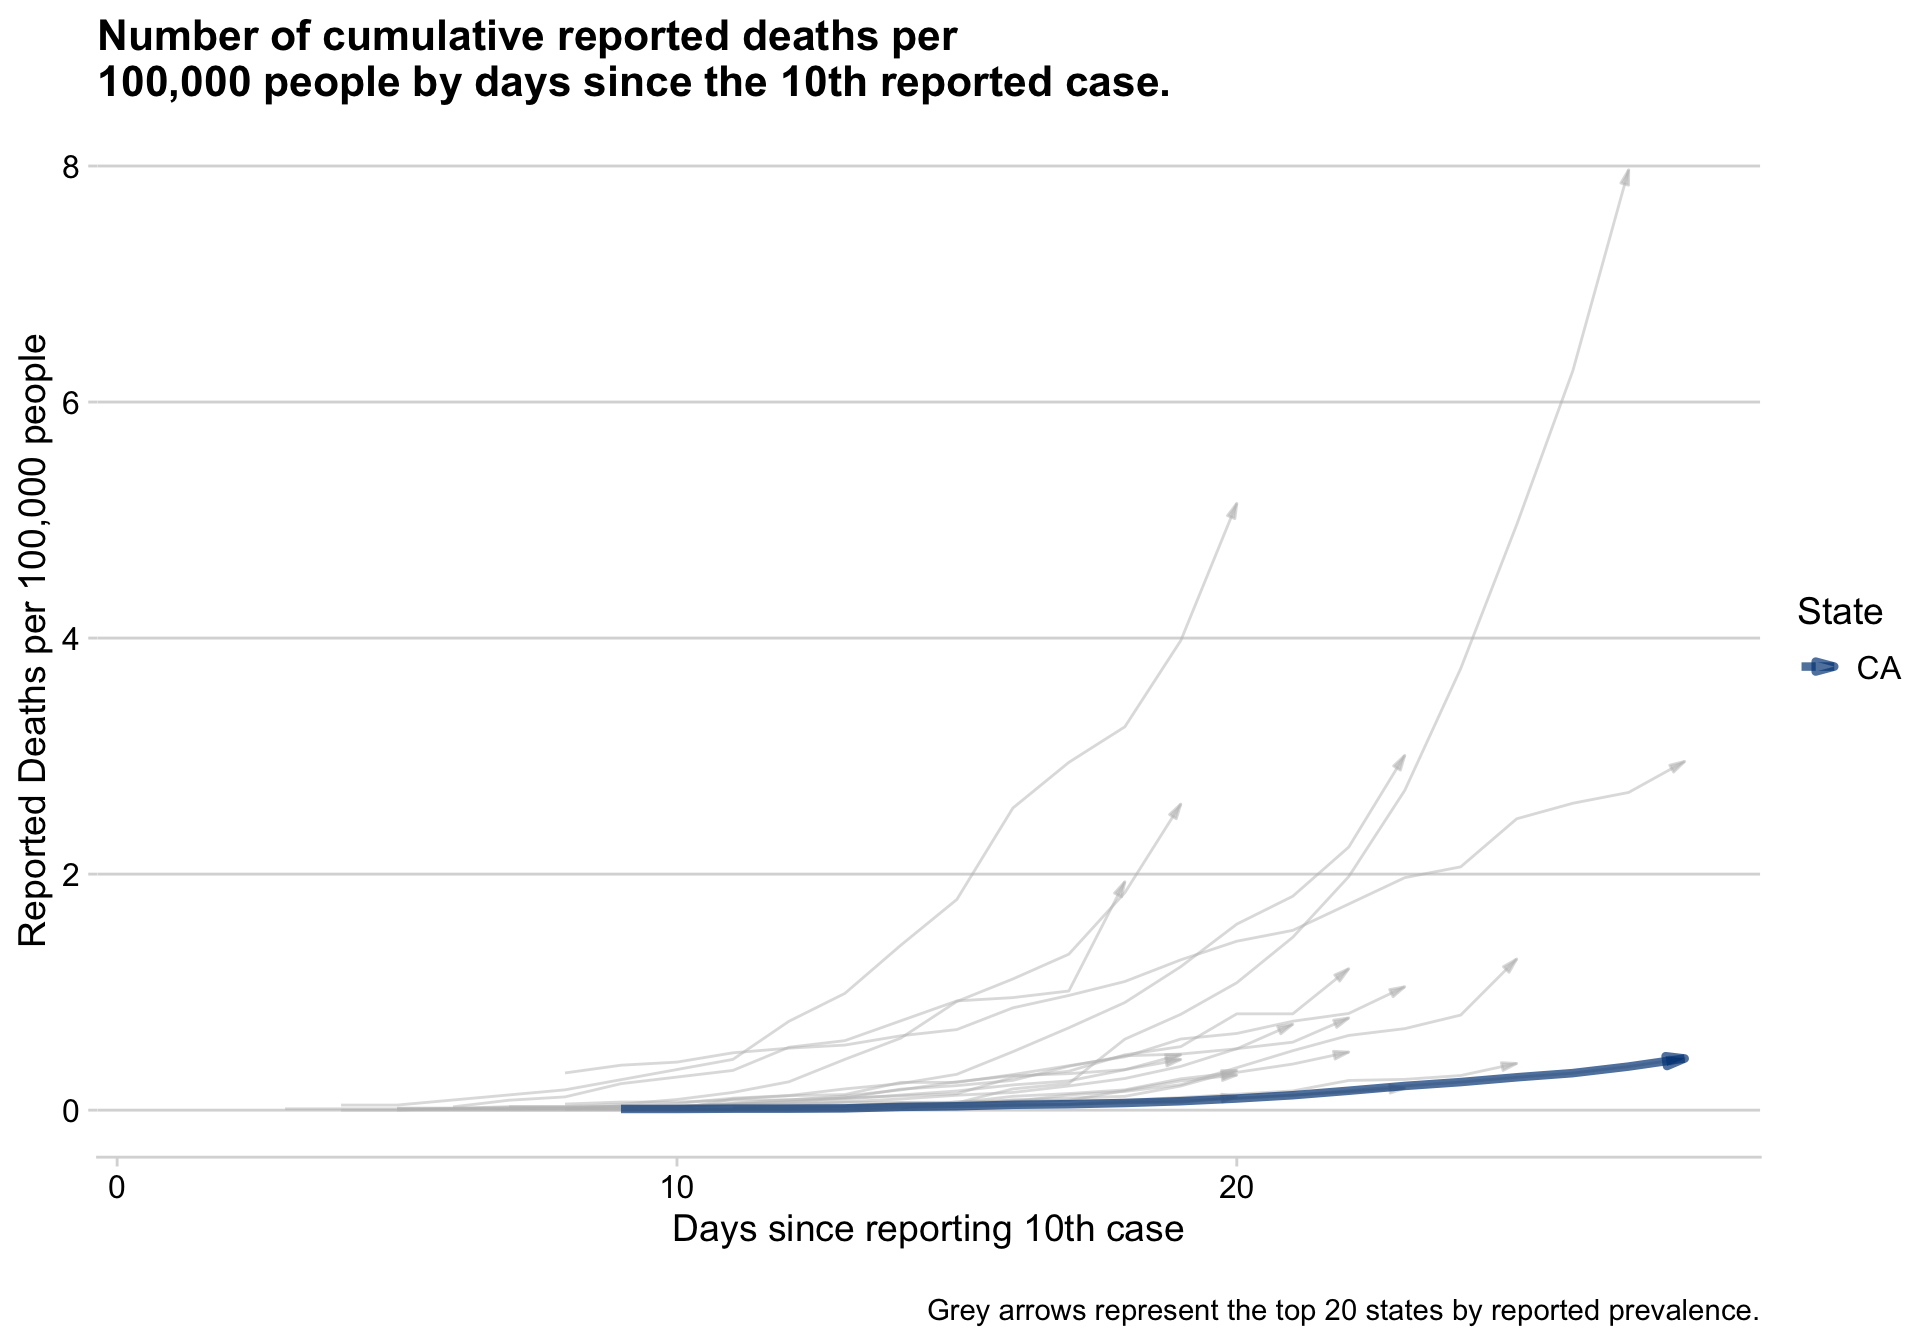 Number of cumulative reported deaths per
100,000 people by days since the 10th reported case.
Reported Deaths per 100,000 people
8
6
4
2
0
0
10
20
Days since reporting 10th case
State
CA
Grey arrows represent the top 20 states by reported prevalence.